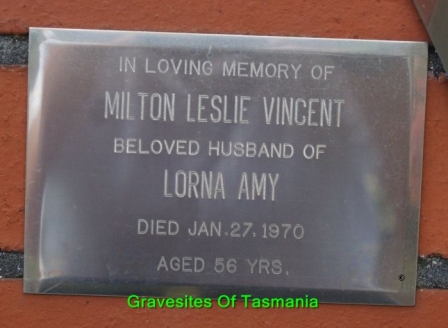 IN LOVING MEMORY OF
MILTON LESLIE VINCENT
BELOVED HUSBAND OF
LORNA AMY
DIED JAN. 27, 1970
AGED 56 YRS.
Gravesites Of Tasmania